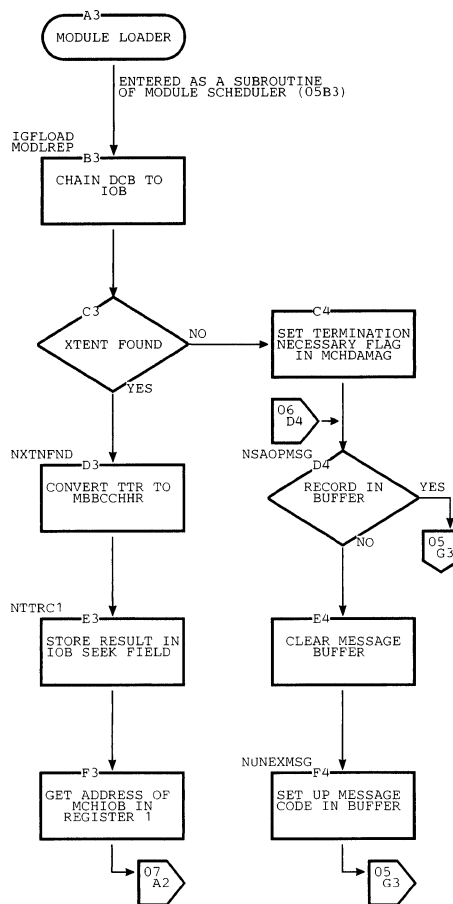 A3
MODULE LOADER
ENTERED AS A SUBROUTINE
OF MODULE SCHEDULER (05B3)
IGFLOAD
MODLREP
B3
CHAIN DCB TO
IOB
C3
XTENT FOUND
NO
YES
C4
SET TERMINATION
NECESSARY FLAG
IN MCHDAMAG
06
D4
NXTNFND
D3
CONVERT TTR TO
MBBCCHHR
NSAOPMSG
D4
RECORD IN
BUFFER
YES
NO
05
G3
NTTRC1
E3
STORE RESULT IN
IOB SEEK FIELD
E4
CLEAR MESSAGE
BUFFER
F3
GET ADDRESS OF
MCHIOB IN
REGISTER 1
NUNEXMSG
F4
SET UP MESSAGE
CODE IN BUFFER
07
A2
05
G3